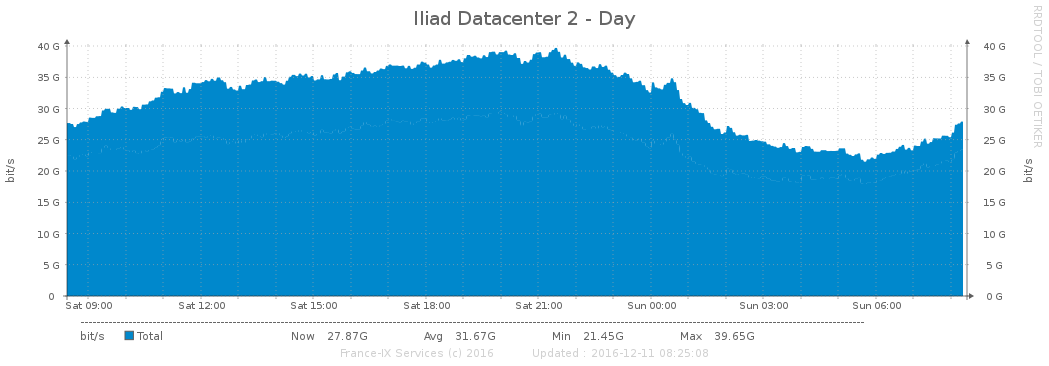 Iliad Datacenter 2 - Day
RRDTOOL / TOBI OETIKER
bit/s
40 G
35 G
30 G
25 G
20 G
15 G
10 G
5 G
0
40 G
35 G
30 G
25 G
20 G
15 G
10 G
5 G
0 G
bit/s
Sat 09:00 Sat 12:00 Sat 15:00 Sat 18:00 Sat 21:00 Sun 00:00 Sun 03:00 Sun 06:00
bit/s Total Now 27.87G Avg 31.67G Min 21.45G Max 39.65G
France-IX Services (c) 2016 Updated : 2016-12-11 08:25:08